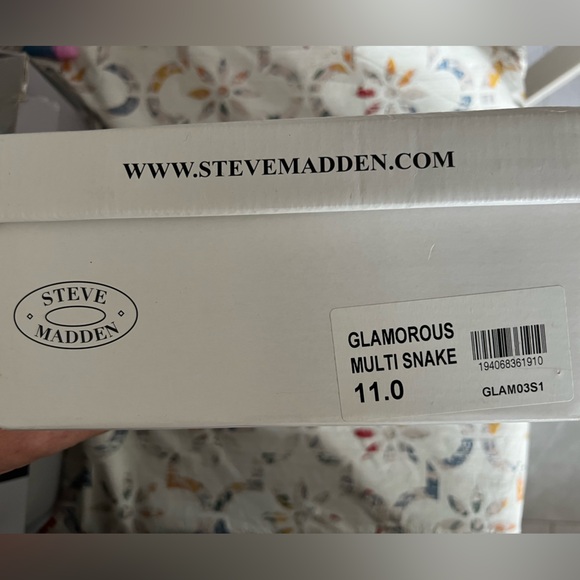 WWW.STEVEMADDEN.COM
STEVE
MADDEN
GLAMOROUS
MULTI SNAKE
11.0
194068361910
GLAM03S1